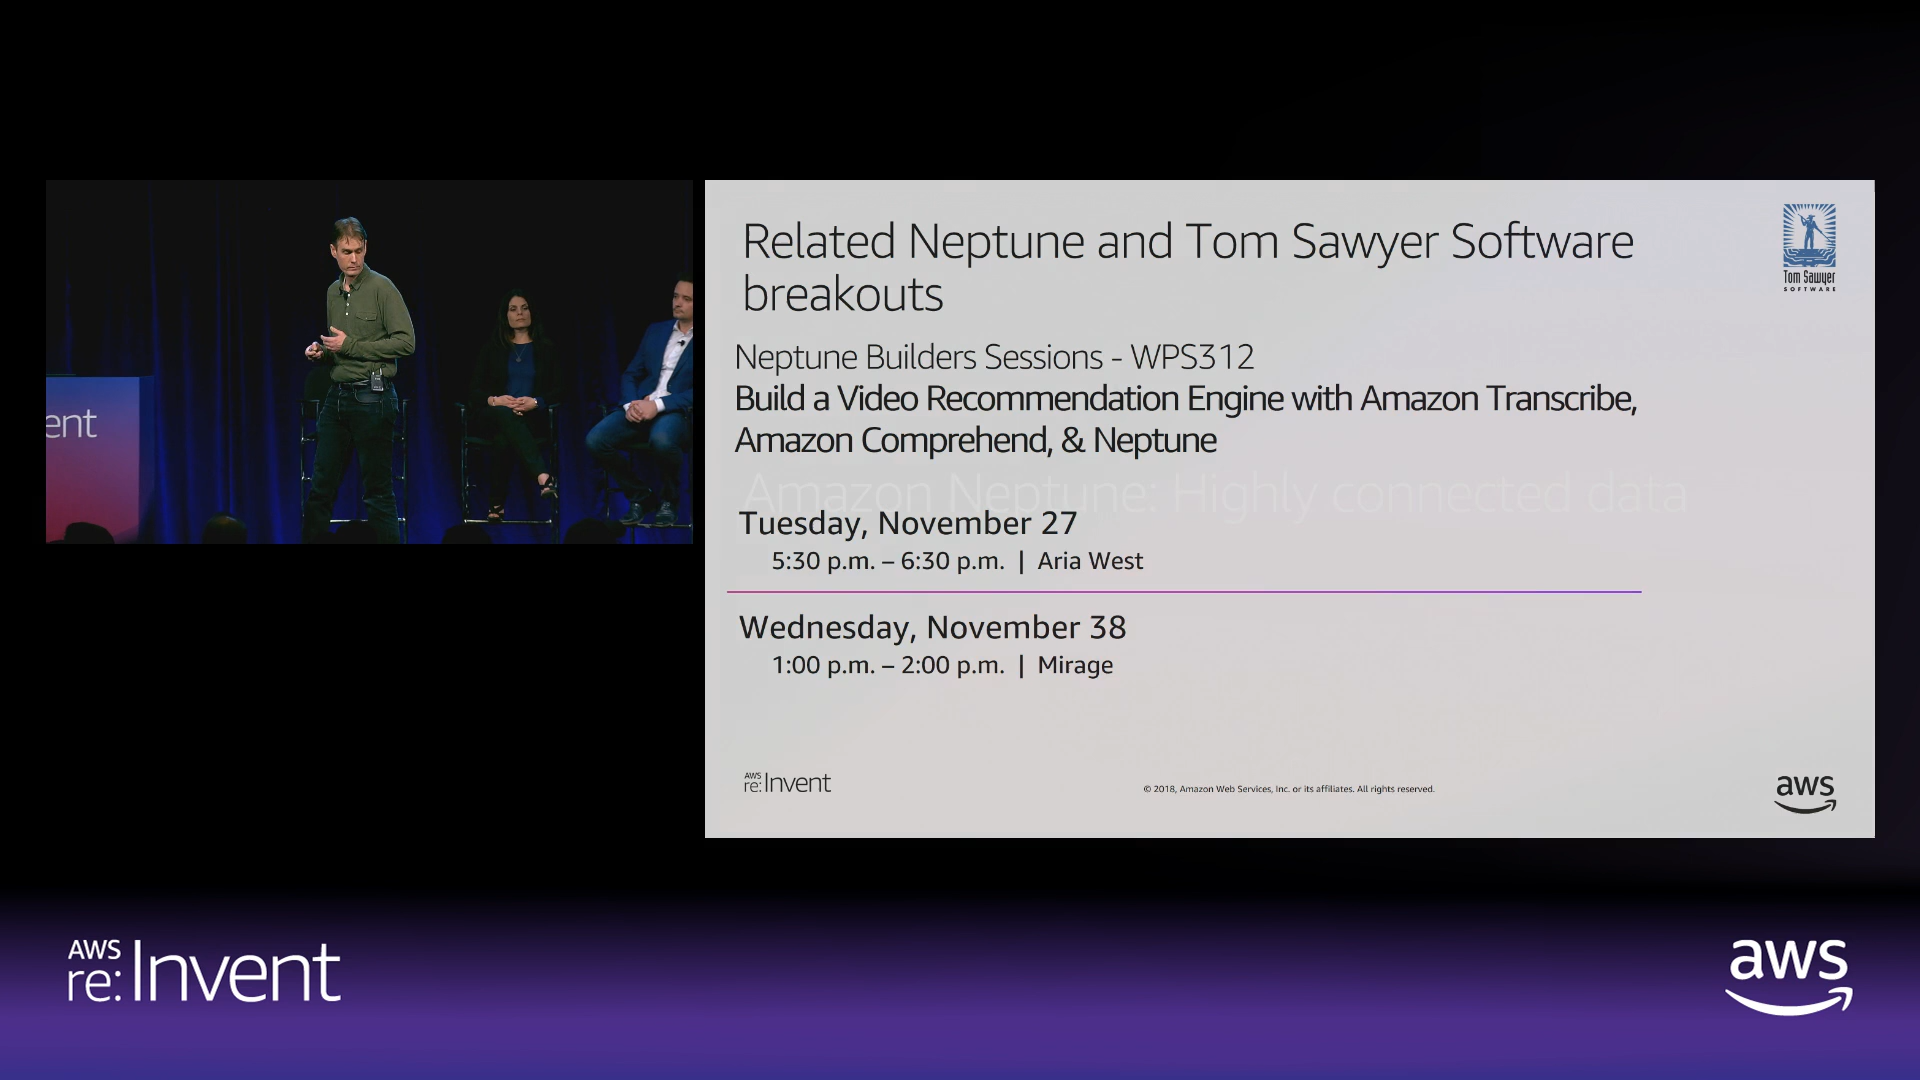 ent
Related Neptune and Tom Sawyer Software
breakouts
Tom Sawyer
SOFTWARE
Neptune Builders Sessions - WPS312
Build a Video Recommendation Engine with Amazon Transcribe,
Amazon Comprehend, & Neptune
Amazon Neptune: Highly connected data
Tuesday, November 27
5:30 p.m. – 6:30 p.m. | Aria West
Wednesday, November 38
1:00 p.m. – 2:00 p.m. | Mirage
AWS
re:Invent
© 2018, Amazon Web Services, Inc. or its affiliates. All rights reserved.
aws
AWS
re:Invent
aws